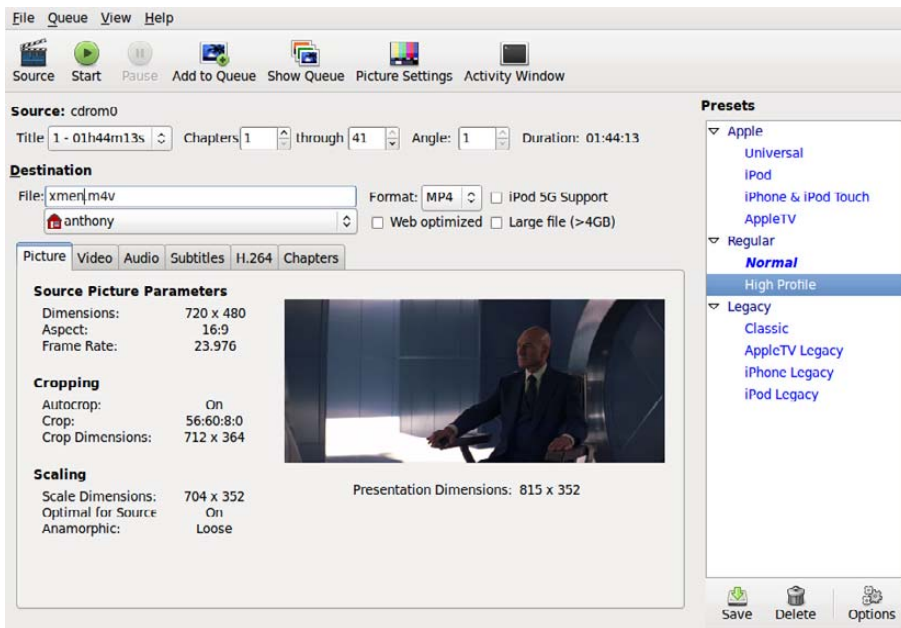 File Queue View Help
Source Start Pause Add to Queue Show Queue Picture Settings Activity Window
Source: cdrom0
Title 1 - 01h44m13s Chapters 1 through 41 Angle: 1 Duration: 01:44:13
Destination
File: xmen.m4v Format: MP4 iPod 5G Support
anthony Web optimized Large file (>4GB)
Picture Video Audio Subtitles H.264 Chapters
Source Picture Parameters
Dimensions: 720 x 480
Aspect: 16:9
Frame Rate: 23.976
Cropping
Autocrop: On
Crop: 56:60:8:0
Crop Dimensions: 712 x 364
Scaling
Scale Dimensions: 704 x 352
Optimal for Source On
Anamorphic: Loose
Presentation Dimensions: 815 x 352
Presets
Apple
Universal
iPod
iPhone & iPod Touch
AppleTV
Regular
Normal
High Profile
Legacy
Classic
AppleTV Legacy
iPhone Legacy
iPod Legacy
Save Delete Options